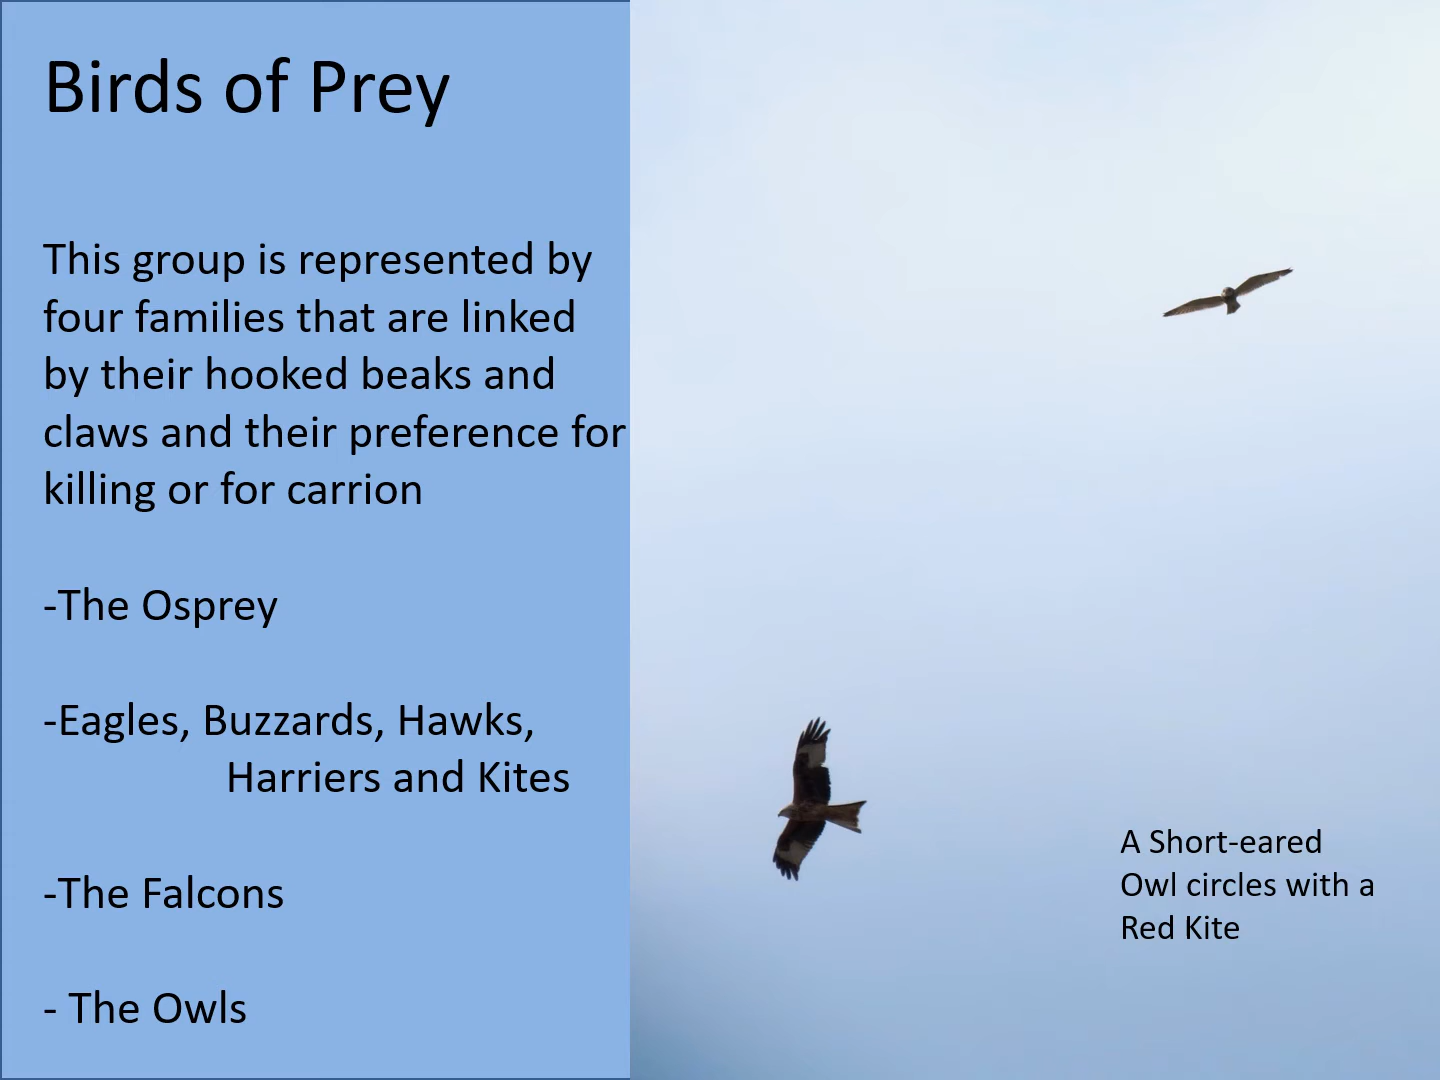 Birds of Prey
This group is represented by
four families that are linked
by their hooked beaks and
claws and their preference for
killing or for carrion
-The Osprey
-Eagles, Buzzards, Hawks,
Harriers and Kites
-The Falcons
- The Owls
A Short-eared
Owl circles with a
Red Kite